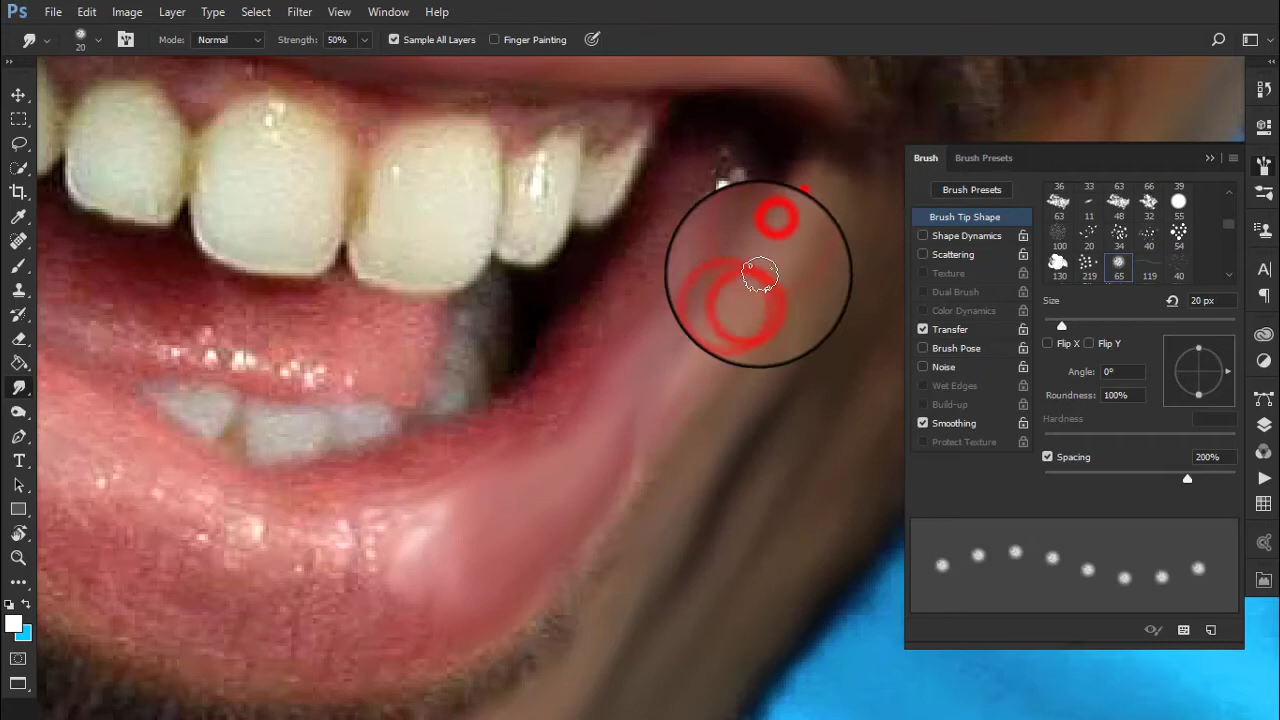 Ps File Edit Image Layer Type Select Filter View Window Help
20 Mode: Normal Strength: 50% Sample All Layers Finger Painting
Brush Brush Presets
Brush Presets
36 33 63 66 39
63 11 48 32 55
100 20 34 40 54
130 219 65 119 40
Brush Tip Shape
Shape Dynamics
Scattering
Texture
Dual Brush
Color Dynamics
Transfer
Brush Pose
Noise
Wet Edges
Build-up
Smoothing
Protect Texture
Size 20 px
Flip X Flip Y
Angle: 0°
Roundness: 100%
Hardness
Spacing 200%